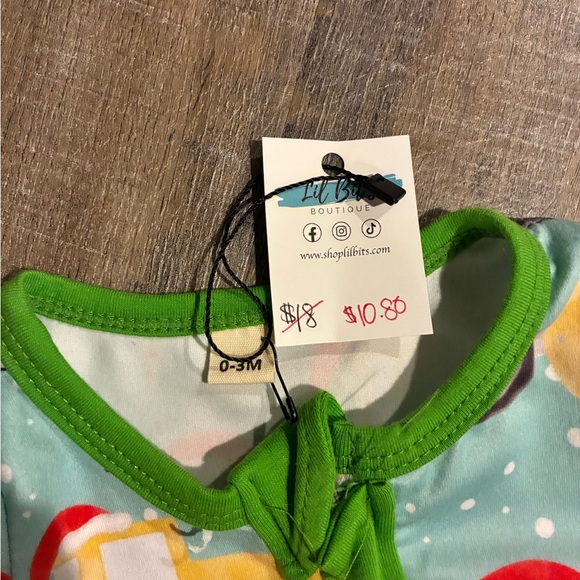 Lil Bits
BOUTIQUE
www.shoplilbits.com
$18 $10.80
0-3M